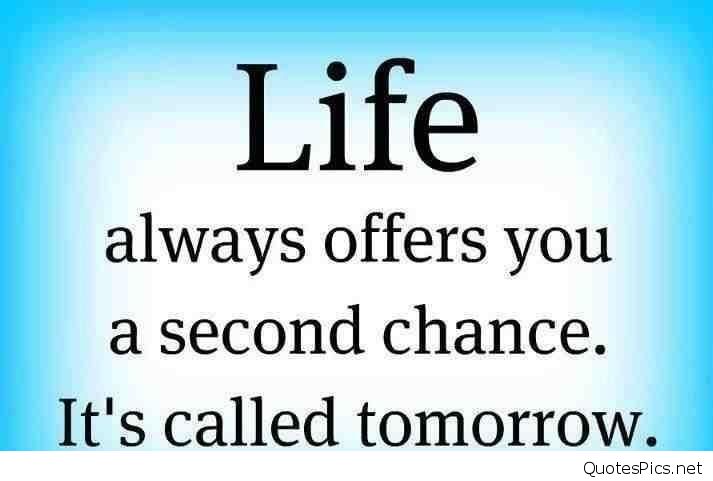 Life
always offers you
a second chance.
It's called tomorrow.
QuotesPics.net